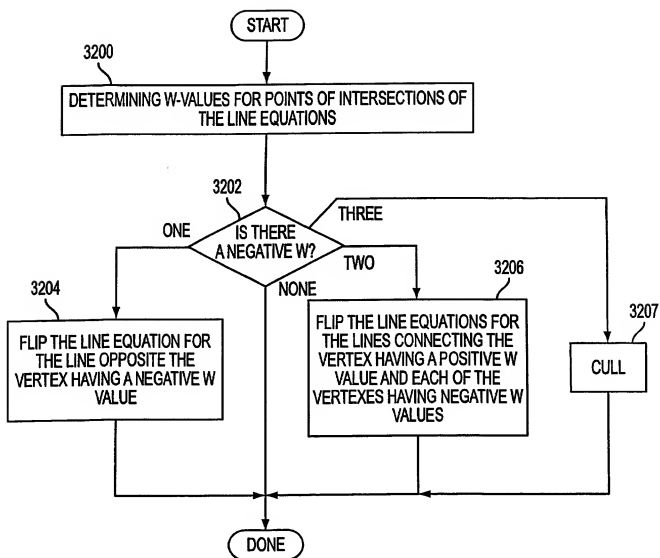 START
3200
DETERMINING W-VALUES FOR POINTS OF INTERSECTIONS OF
THE LINE EQUATIONS
3202
IS THERE
A NEGATIVE W?
ONE
THREE
TWO
NONE
3204
FLIP THE LINE EQUATION FOR
THE LINE OPPOSITE THE
VERTEX HAVING A NEGATIVE W
VALUE
3206
FLIP THE LINE EQUATIONS FOR
THE LINES CONNECTING THE
VERTEX HAVING A POSITIVE W
VALUE AND EACH OF THE
VERTEXES HAVING NEGATIVE W
VALUES
3207
CULL
DONE